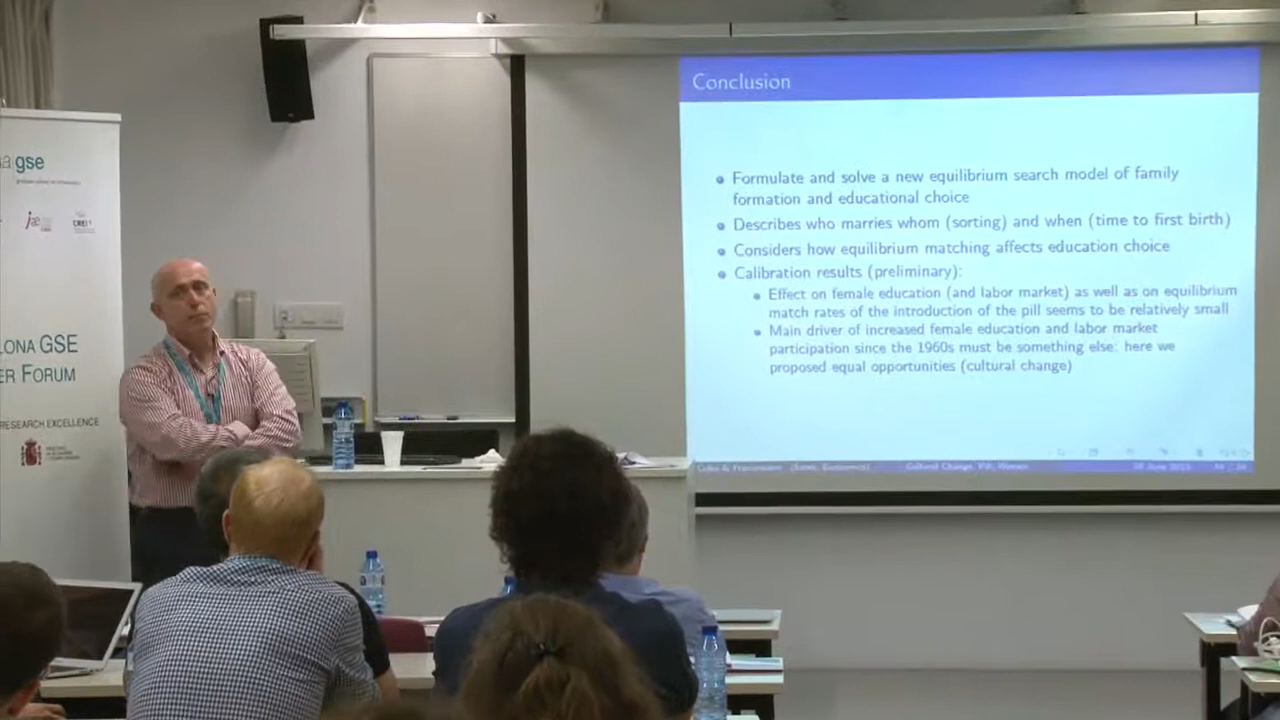 gse
LONA GSE
ER FORUM
RESEARCH EXCELLENCE
Conclusion
Formulate and solve a new equilibrium search model of family
formation and educational choice
Describes who marries whom (sorting) and when (time to first birth)
Considers how equilibrium matching affects education choice
Calibration results (preliminary):
Effect on female education (and labor market) as well as on equilibrium
match rates of the introduction of the pill seems to be relatively small
Main driver of increased female education and labor market
participation since the 1960s must be something else: here we
proposed equal opportunities (cultural change)
Cultural Change, Pill, Women